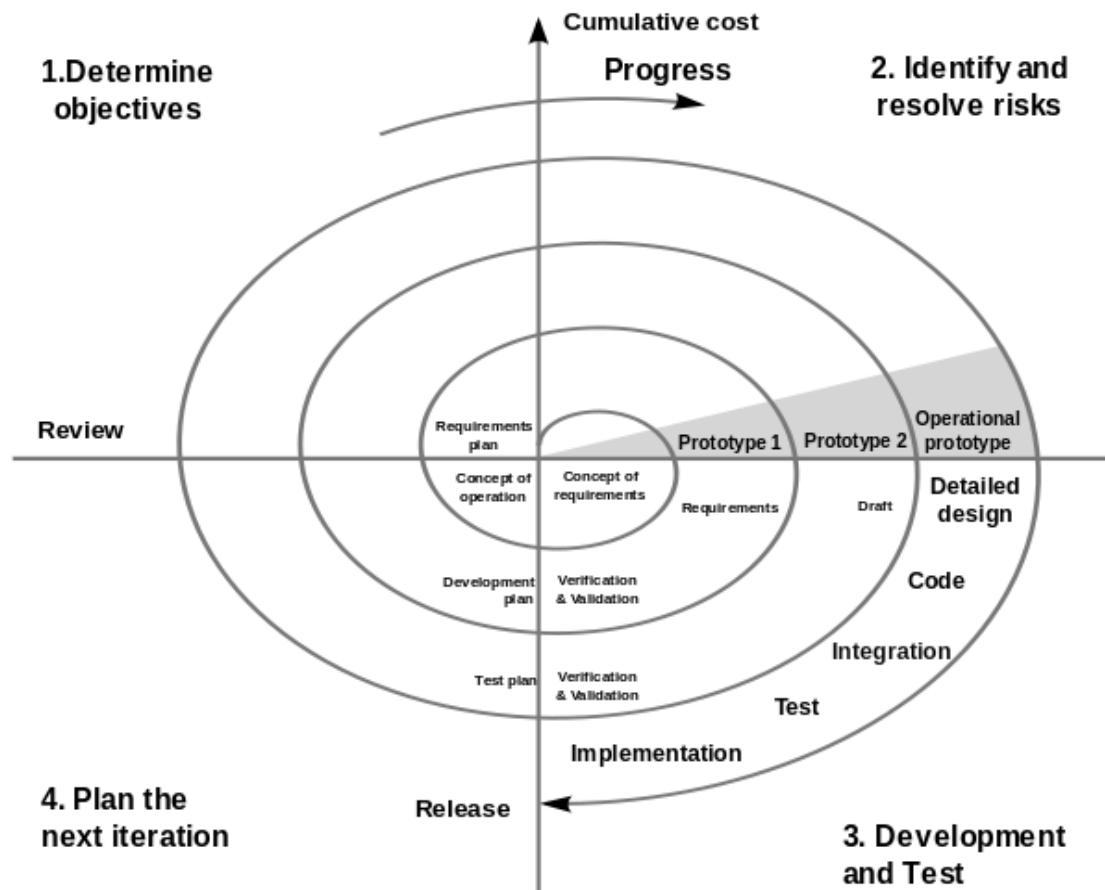 Cumulative cost
1.Determine
objectives
Progress
2. Identify and
resolve risks
Review
Requirements
plan
Prototype 1
Prototype 2
Operational
prototype
Concept of
operation
Concept of
requirements
Requirements
Draft
Detailed
design
Development
plan
Verification
& Validation
Code
Integration
Test plan
Verification
& Validation
Test
Implementation
4. Plan the
next iteration
Release
3. Development
and Test